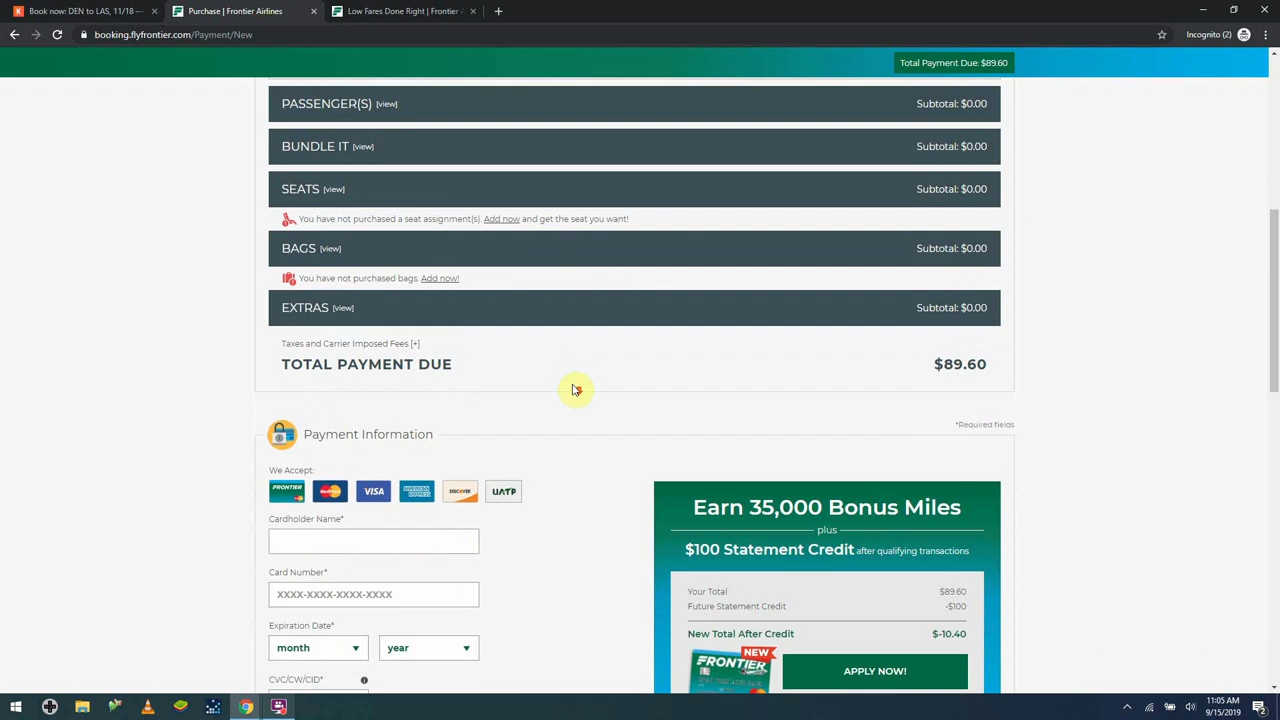 Book now: DEN to LAS, 11/18 —
Purchase | Frontier Airlines
Low Fares Done Right | Frontier A
booking.flyfrontier.com/Payment/New
Incognito (2)
Total Payment Due: $89.60
PASSENGER(S) [view] Subtotal: $0.00
BUNDLE IT [view] Subtotal: $0.00
SEATS [view] Subtotal: $0.00
You have not purchased a seat assignment(s). Add now and get the seat you want!
BAGS [view] Subtotal: $0.00
You have not purchased bags. Add now!
EXTRAS [view] Subtotal: $0.00
Taxes and Carrier Imposed Fees [+]
TOTAL PAYMENT DUE $89.60
*Required fields
Payment Information
We Accept:
FRONTIER MasterCard VISA AMERICAN EXPRESS DISCOVER UATP
Cardholder Name*
Card Number*
XXXX-XXXX-XXXX-XXXX
Expiration Date*
month year
CVC/CW/CID*
Earn 35,000 Bonus Miles
plus
$100 Statement Credit after qualifying transactions
Your Total $89.60
Future Statement Credit -$100
New Total After Credit $-10.40
NEW
FRONTIER
APPLY NOW!
11:05 AM
9/15/2019